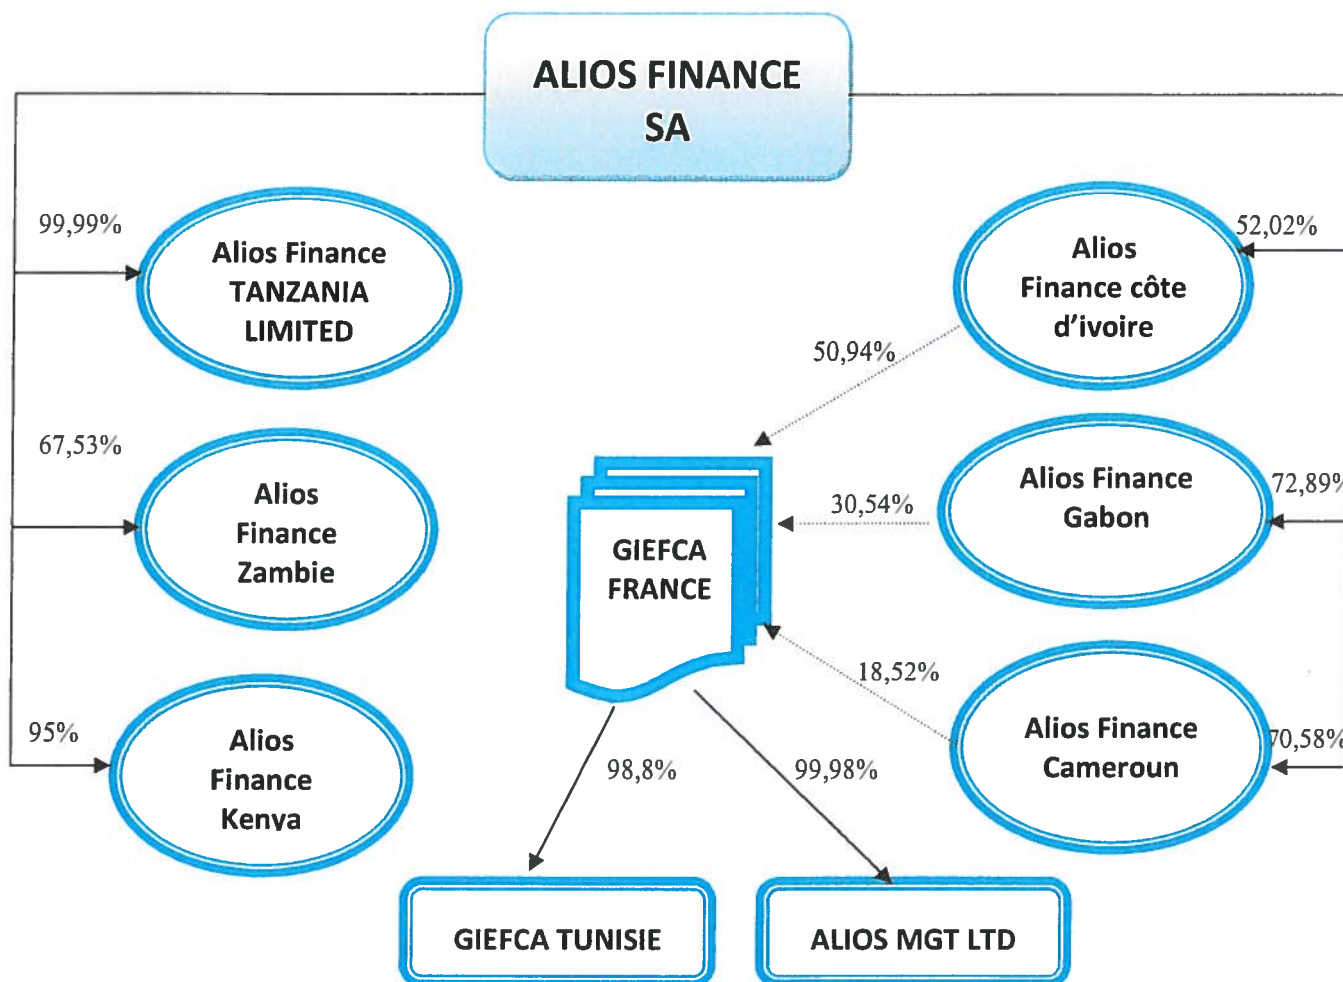 ALIOS FINANCE
SA
99,99%
Alios Finance
TANZANIA
LIMITED
Alios
Finance côte
d’ivoire
52,02%
50,94%
67,53%
Alios
Finance
Zambie
GIEFCA
FRANCE
30,54%
Alios Finance
Gabon
72,89%
18,52%
95%
Alios
Finance
Kenya
98,8%
99,98%
Alios Finance
Cameroun
70,58%
GIEFCA TUNISIE
ALIOS MGT LTD